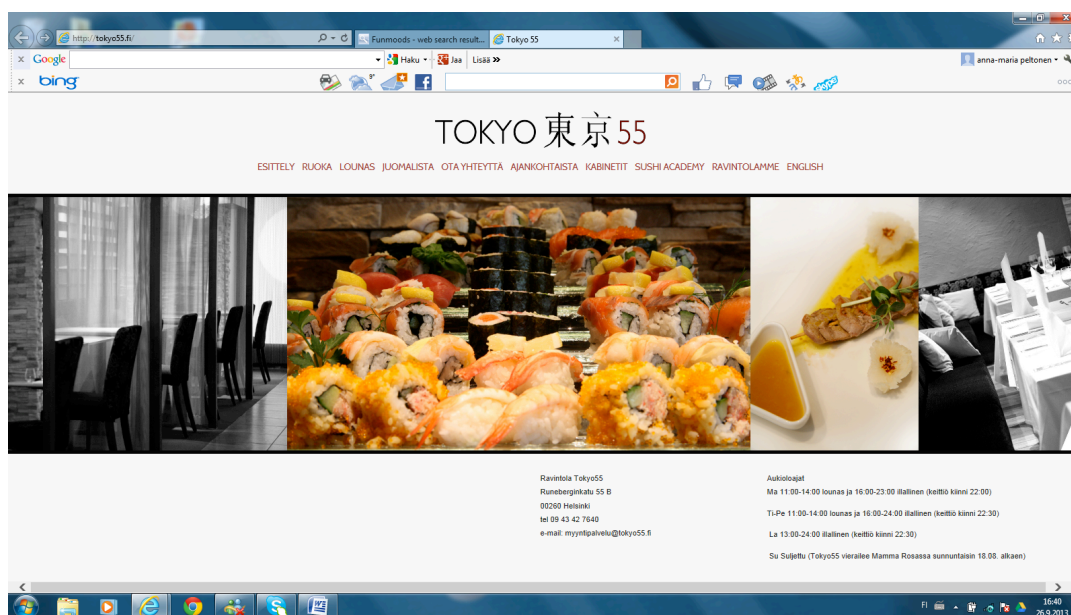 http://tokyo55.fi/
Funmoods - web search result...
Tokyo 55
x Google
Haku
Jaa
Lisää »
anna-maria peltonen
x bing
9°
TOKYO 東京 55
ESITTELY RUOKA LOUNAS JUOMALISTA OTA YHTEYTTÄ AJANKOHTAISTA KABINETIT SUSHI ACADEMY RAVINTOLAMME ENGLISH
Ravintola Tokyo55
Runeberginkatu 55 B
00260 Helsinki
tel 09 43 42 7640
e-mail: myyntipalvelu@tokyo55.fi
Aukioloajat
Ma 11:00-14:00 lounas ja 16:00-23:00 illallinen (keittiö kiinni 22:00)
Ti-Pe 11:00-14:00 lounas ja 16:00-24:00 illallinen (keittiö kiinni 22:30)
La 13:00-24:00 illallinen (keittiö kiinni 22:30)
Su Suljettu (Tokyo55 vierailee Mamma Rosassa sunnuntaisin 18.08. alkaen)
FI
16:40
26.9.2013